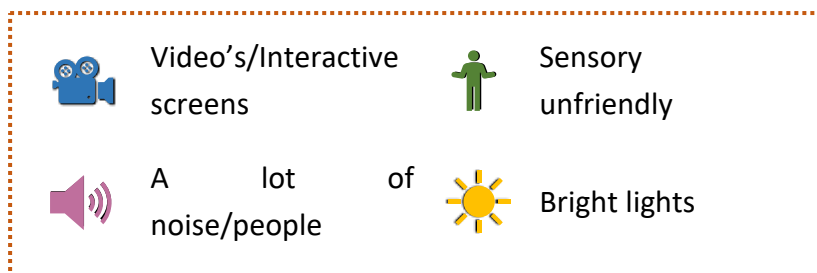 Video's/Interactive
screens
Sensory
unfriendly
A lot of
noise/people
Bright lights